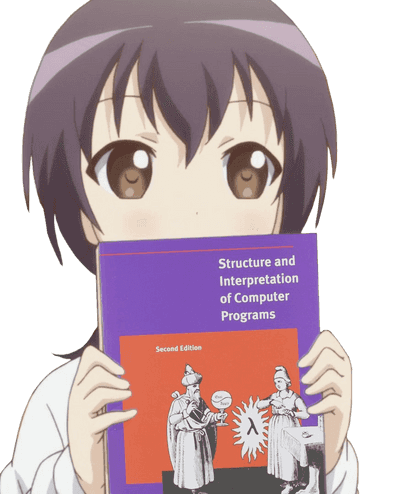 Structure and
Interpretation
of Computer
Programs
Second Edition
λ